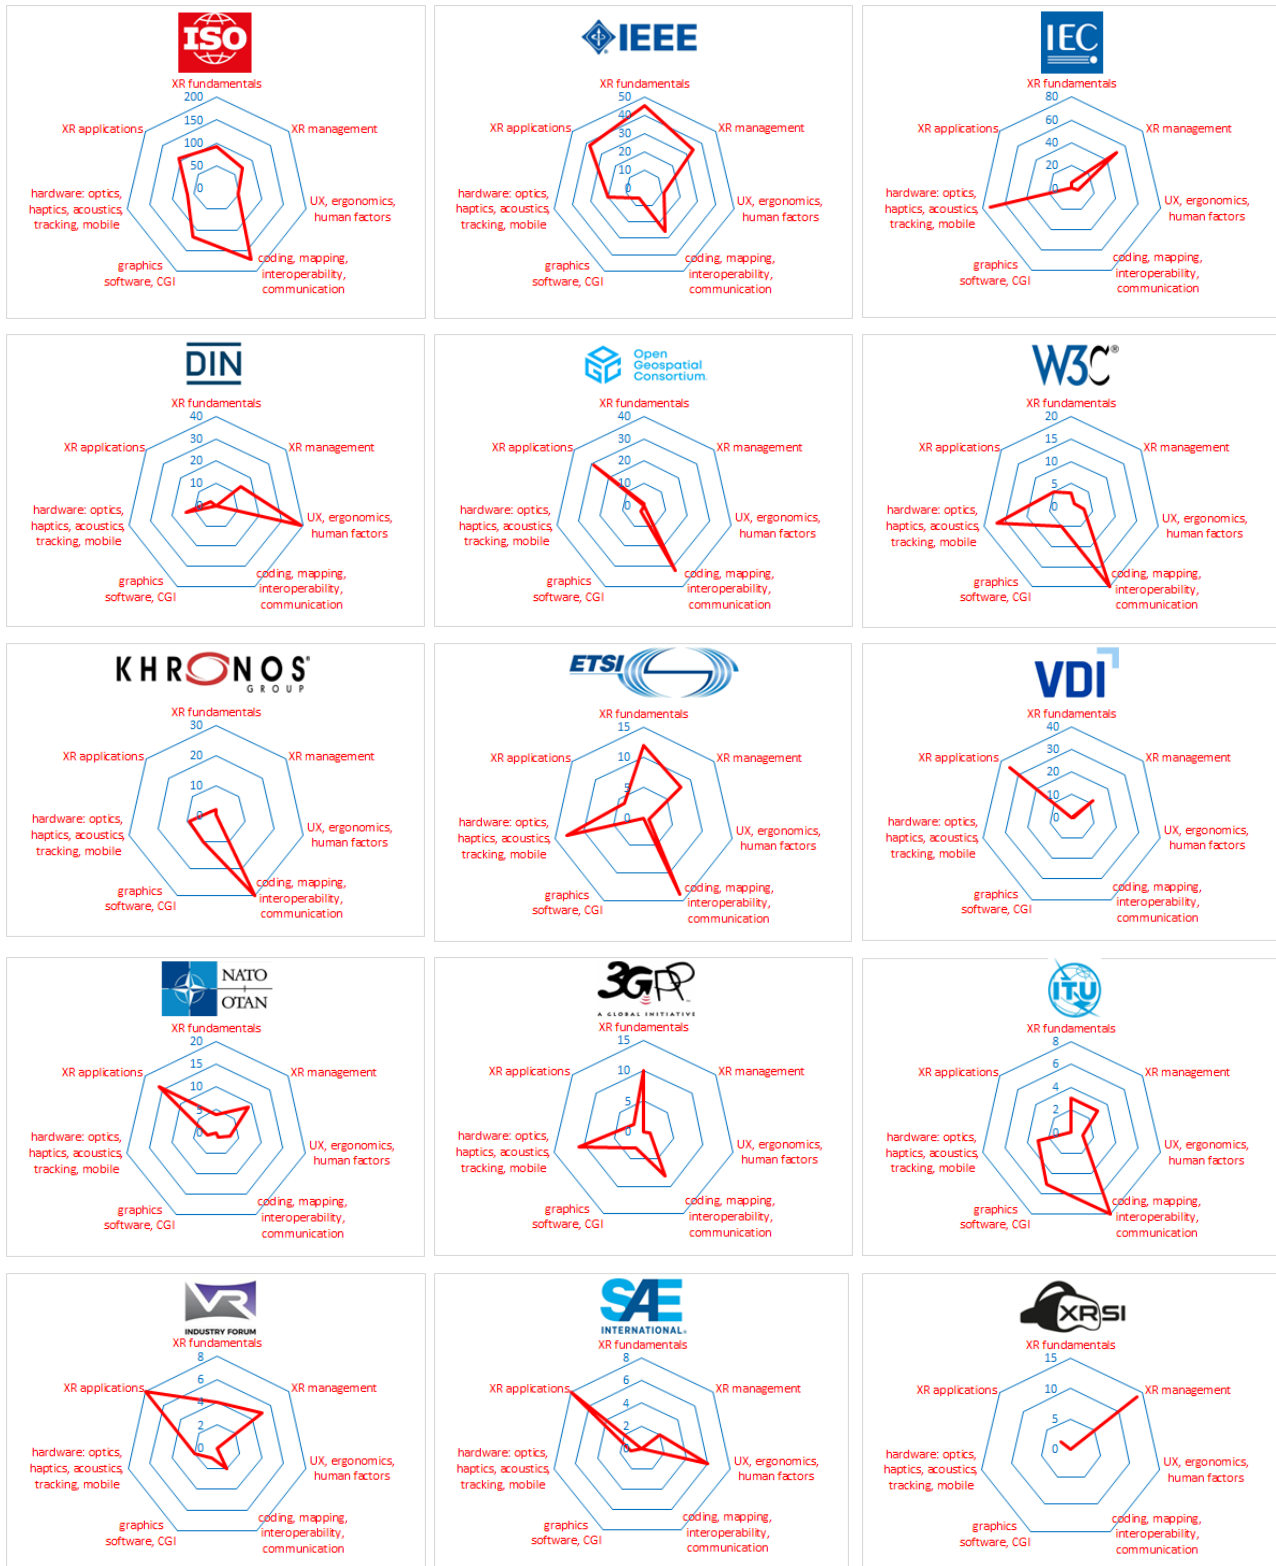 ISO
XR fundamentals
200
150
100
50
0
XR applications
XR management
hardware: optics,
haptics, acoustics,
tracking, mobile
UX, ergonomics,
human factors
graphics
software, CGI
coding, mapping,
interoperability,
communication
IEEE
XR fundamentals
50
40
30
20
10
0
XR applications
XR management
hardware: optics,
haptics, acoustics,
tracking, mobile
UX, ergonomics,
human factors
graphics
software, CGI
coding, mapping,
interoperability,
communication
IEC
XR fundamentals
80
60
40
20
0
XR applications
XR management
hardware: optics,
haptics, acoustics,
tracking, mobile
UX, ergonomics,
human factors
graphics
software, CGI
coding, mapping,
interoperability,
communication
DIN
XR fundamentals
40
30
20
10
0
XR applications
XR management
hardware: optics,
haptics, acoustics,
tracking, mobile
UX, ergonomics,
human factors
graphics
software, CGI
coding, mapping,
interoperability,
communication
Open
Geospatial
Consortium.
XR fundamentals
40
30
20
10
0
XR applications
XR management
hardware: optics,
haptics, acoustics,
tracking, mobile
UX, ergonomics,
human factors
graphics
software, CGI
coding, mapping,
interoperability,
communication
W3C®
XR fundamentals
20
15
10
5
0
XR applications
XR management
hardware: optics,
haptics, acoustics,
tracking, mobile
UX, ergonomics,
human factors
graphics
software, CGI
coding, mapping,
interoperability,
communication
KHRONOS®
GROUP
XR fundamentals
30
20
10
0
XR applications
XR management
hardware: optics,
haptics, acoustics,
tracking, mobile
UX, ergonomics,
human factors
graphics
software, CGI
coding, mapping,
interoperability,
communication
ETSI
XR fundamentals
15
10
5
0
XR applications
XR management
hardware: optics,
haptics, acoustics,
tracking, mobile
UX, ergonomics,
human factors
graphics
software, CGI
coding, mapping,
interoperability,
communication
VDI
XR fundamentals
40
30
20
10
0
XR applications
XR management
hardware: optics,
haptics, acoustics,
tracking, mobile
UX, ergonomics,
human factors
graphics
software, CGI
coding, mapping,
interoperability,
communication
NATO
OTAN
XR fundamentals
20
15
10
5
0
XR applications
XR management
hardware: optics,
haptics, acoustics,
tracking, mobile
UX, ergonomics,
human factors
graphics
software, CGI
coding, mapping,
interoperability,
communication
3GPP
A GLOBAL INITIATIVE
XR fundamentals
15
10
5
0
XR applications
XR management
hardware: optics,
haptics, acoustics,
tracking, mobile
UX, ergonomics,
human factors
graphics
software, CGI
coding, mapping,
interoperability,
communication
ITU
XR fundamentals
8
6
4
2
0
XR applications
XR management
hardware: optics,
haptics, acoustics,
tracking, mobile
UX, ergonomics,
human factors
graphics
software, CGI
coding, mapping,
interoperability,
communication
VR
INDUSTRY FORUM
XR fundamentals
8
6
4
2
0
XR applications
XR management
hardware: optics,
haptics, acoustics,
tracking, mobile
UX, ergonomics,
human factors
graphics
software, CGI
coding, mapping,
interoperability,
communication
SAE
INTERNATIONAL®
XR fundamentals
8
6
4
2
0
XR applications
XR management
hardware: optics,
haptics, acoustics,
tracking, mobile
UX, ergonomics,
human factors
graphics
software, CGI
coding, mapping,
interoperability,
communication
XRSI
XR fundamentals
15
10
5
0
XR applications
XR management
hardware: optics,
haptics, acoustics,
tracking, mobile
UX, ergonomics,
human factors
graphics
software, CGI
coding, mapping,
interoperability,
communication